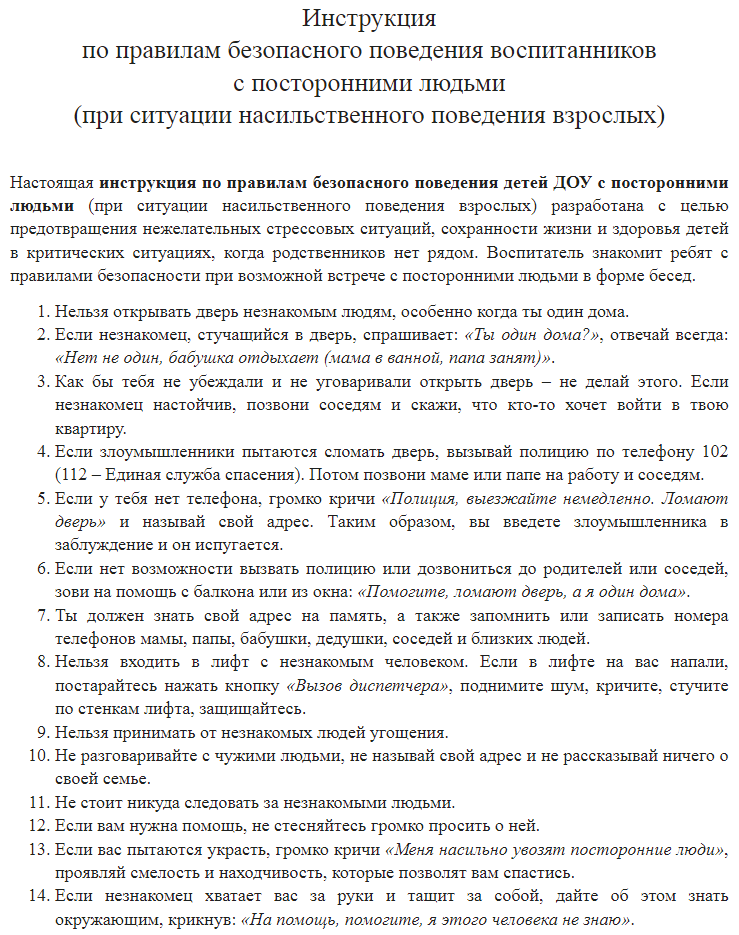 Инструкция
по правилам безопасного поведения воспитанников
с посторонними людьми
(при ситуации насильственного поведения взрослых)
Настоящая инструкция по правилам безопасного поведения детей ДОУ с посторонними
людьми (при ситуации насильственного поведения взрослых) разработана с целью
предотвращения нежелательных стрессовых ситуаций, сохранности жизни и здоровья детей
в критических ситуациях, когда родственников нет рядом. Воспитатель знакомит ребят с
правилами безопасности при возможной встрече с посторонними людьми в форме бесед.
1. Нельзя открывать дверь незнакомым людям, особенно когда ты один дома.
2. Если незнакомец, стучащийся в дверь, спрашивает: «Ты один дома?», отвечай всегда:
«Нет не один, бабушка отдыхает (мама в ванной, папа занят)».
3. Как бы тебя не убеждали и не уговаривали открыть дверь – не делай этого. Если
незнакомец настойчив, позвони соседям и скажи, что кто-то хочет войти в твою
квартиру.
4. Если злоумышленники пытаются сломать дверь, вызывай полицию по телефону 102
(112 – Единая служба спасения). Потом позвони маме или папе на работу и соседям.
5. Если у тебя нет телефона, громко кричи «Полиция, выезжайте немедленно. Ломают
дверь» и называй свой адрес. Таким образом, вы введете злоумышленника в
заблуждение и он испугается.
6. Если нет возможности вызвать полицию или дозвониться до родителей или соседей,
зови на помощь с балкона или из окна: «Помогите, ломают дверь, а я один дома».
7. Ты должен знать свой адрес на память, а также запомнить или записать номера
телефонов мамы, папы, бабушки, дедушки, соседей и близких людей.
8. Нельзя входить в лифт с незнакомым человеком. Если в лифте на вас напали,
постарайтесь нажать кнопку «Вызов диспетчера», поднимите шум, кричите, стучите
по стенкам лифта, защищайтесь.
9. Нельзя принимать от незнакомых людей угощения.
10. Не разговаривайте с чужими людьми, не называй свой адрес и не рассказывай ничего о
своей семье.
11. Не стоит никуда следовать за незнакомыми людьми.
12. Если вам нужна помощь, не стесняйтесь громко просить о ней.
13. Если вас пытаются украсть, громко кричи «Меня насильно увозят посторонние люди»,
проявляй смелость и находчивость, которые позволят вам спастись.
14. Если незнакомец хватает вас за руки и тащит за собой, дайте об этом знать
окружающим, крикнув: «На помощь, помогите, я этого человека не знаю».